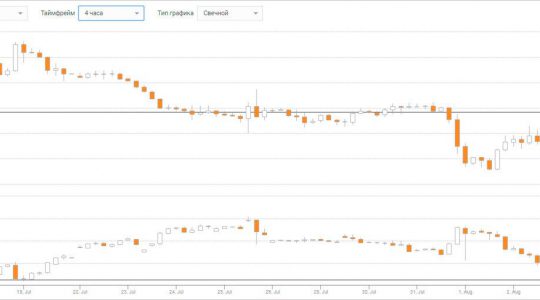 Таймфрейм 4 часа Тип графика Свечной
19. Jul 22. Jul 23. Jul 24. Jul 25. Jul 26. Jul 29. Jul 30. Jul 31. Jul 1. Aug 2. Aug